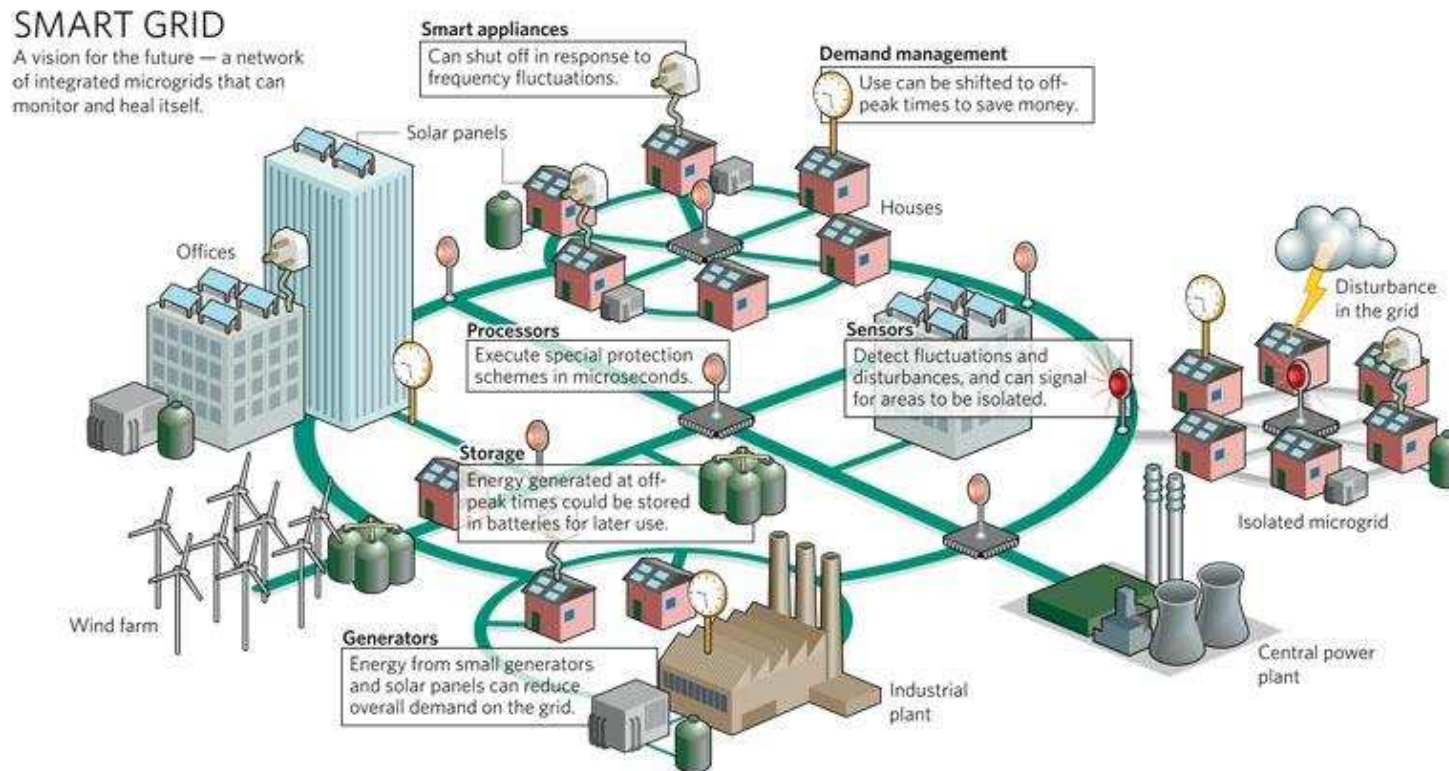 SMART GRID
A vision for the future — a network
of integrated microgrids that can
monitor and heal itself.
Smart appliances
Can shut off in response to
frequency fluctuations.
Demand management
Use can be shifted to off-
peak times to save money.
Solar panels
Houses
Offices
Disturbance
in the grid
Processors
Execute special protection
schemes in microseconds.
Sensors
Detect fluctuations and
disturbances, and can signal
for areas to be isolated.
Storage
Energy generated at off-
peak times could be stored
in batteries for later use.
Isolated microgrid
Wind farm
Generators
Energy from small generators
and solar panels can reduce
overall demand on the grid.
Industrial
plant
Central power
plant